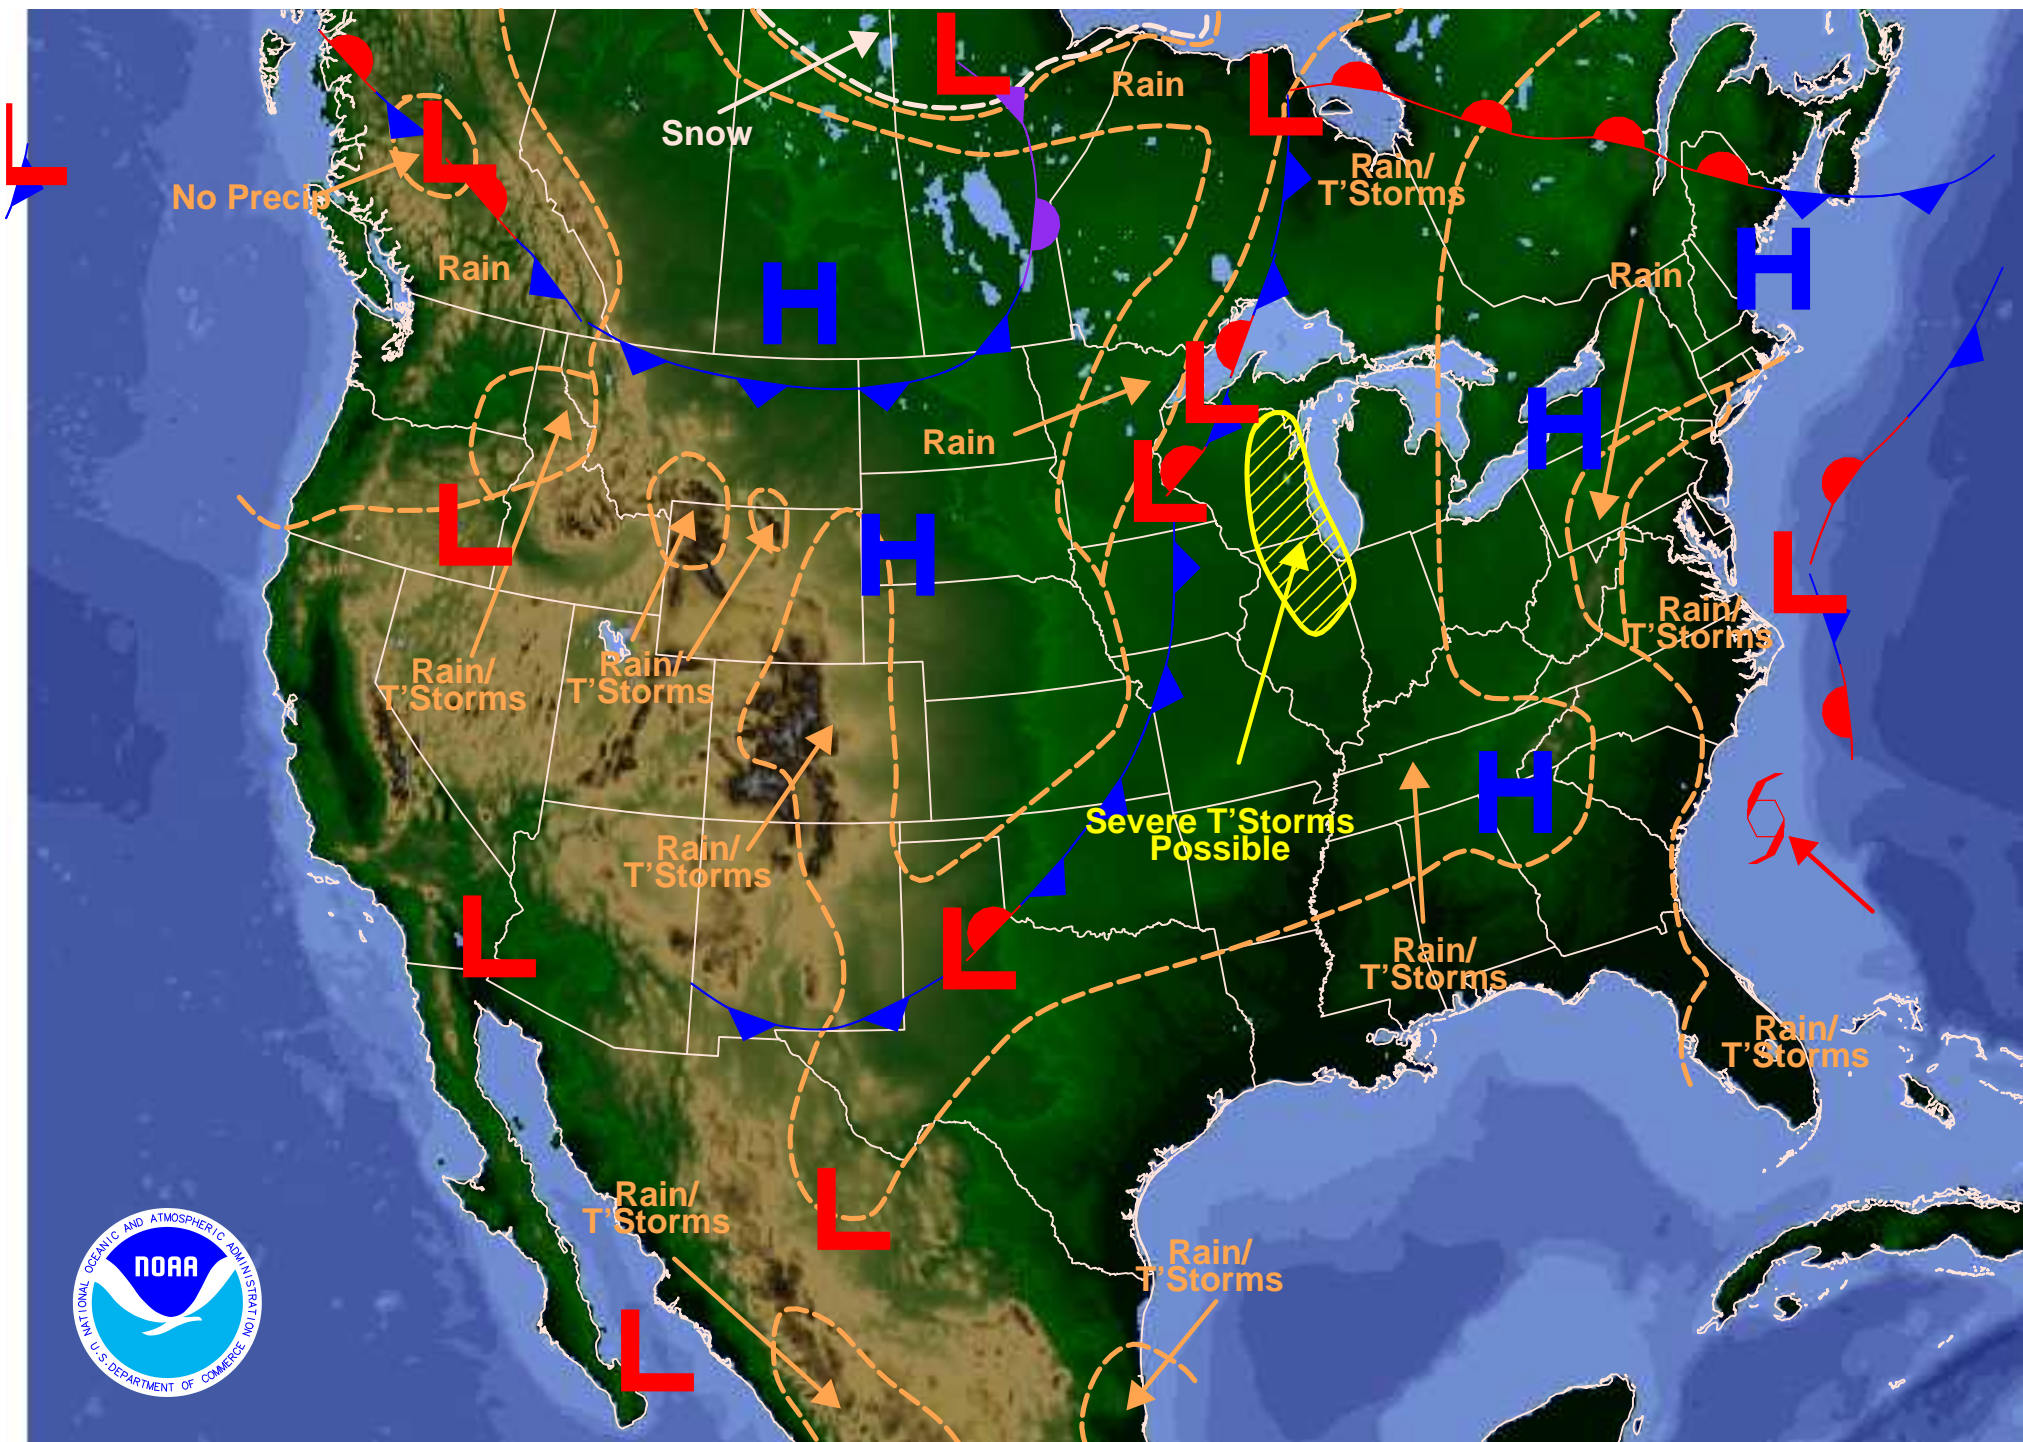 L
L
Rain
L
Snow
L
L
No Precip
Rain/
T'Storms
H
Rain
H
Rain
L
H
Rain
L
L
H
Rain/
T'Storms
L
Rain/
T'Storms
Rain/
T'Storms
H
Severe T'Storms
Possible
Rain/
T'Storms
L
L
Rain/
T'Storms
Rain/
T'Storms
L
Rain/
T'Storms
Rain/
T'Storms
L
NOAA
NATIONAL OCEANIC AND ATMOSPHERIC ADMINISTRATION
U.S. DEPARTMENT OF COMMERCE